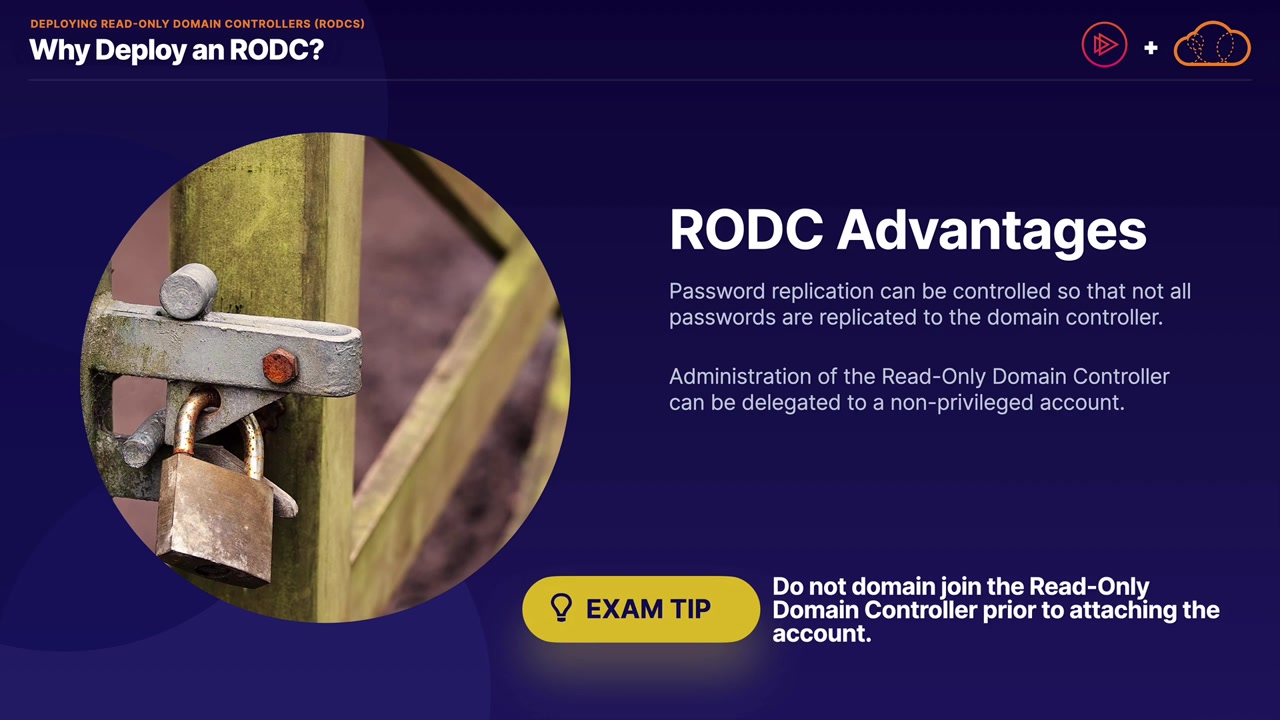 DEPLOYING READ-ONLY DOMAIN CONTROLLERS (RODCS)
Why Deploy an RODC?
+
RODC Advantages
Password replication can be controlled so that not all
passwords are replicated to the domain controller.
Administration of the Read-Only Domain Controller
can be delegated to a non-privileged account.
EXAM TIP
Do not domain join the Read-Only
Domain Controller prior to attaching the
account.